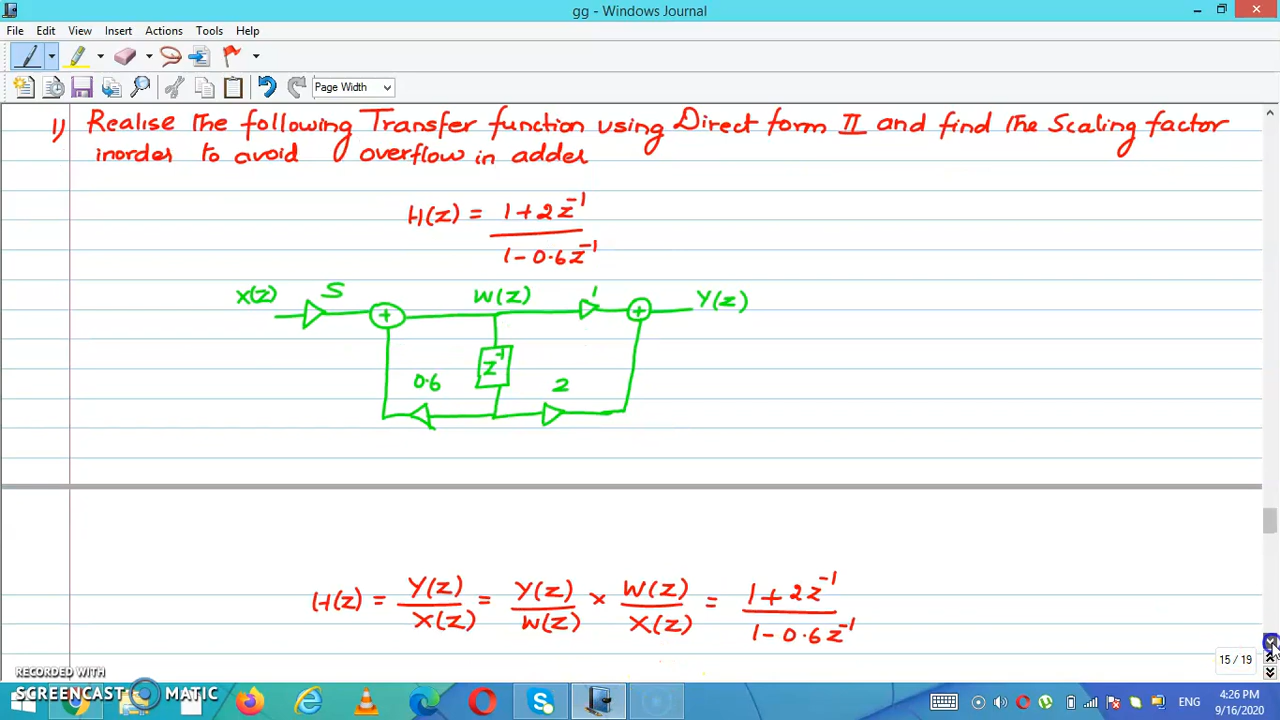 gg - Windows Journal
File Edit View Insert Actions Tools Help
Page Width
1) Realise the following Transfer function using Direct form II and find the Scaling factor
inorder to avoid overflow in adder
H(z) = 1+2z⁻¹
1-0.6z⁻¹
X(z) S + W(z) 1 + Y(z)
z⁻¹
0.6 2
H(z) = Y(z) = Y(z) × W(z) = 1+2z⁻¹
X(z) W(z) X(z) 1-0.6z⁻¹
15 / 19
RECORDED WITH
SCREENCAST MATIC
ENG
4:26 PM
9/16/2020